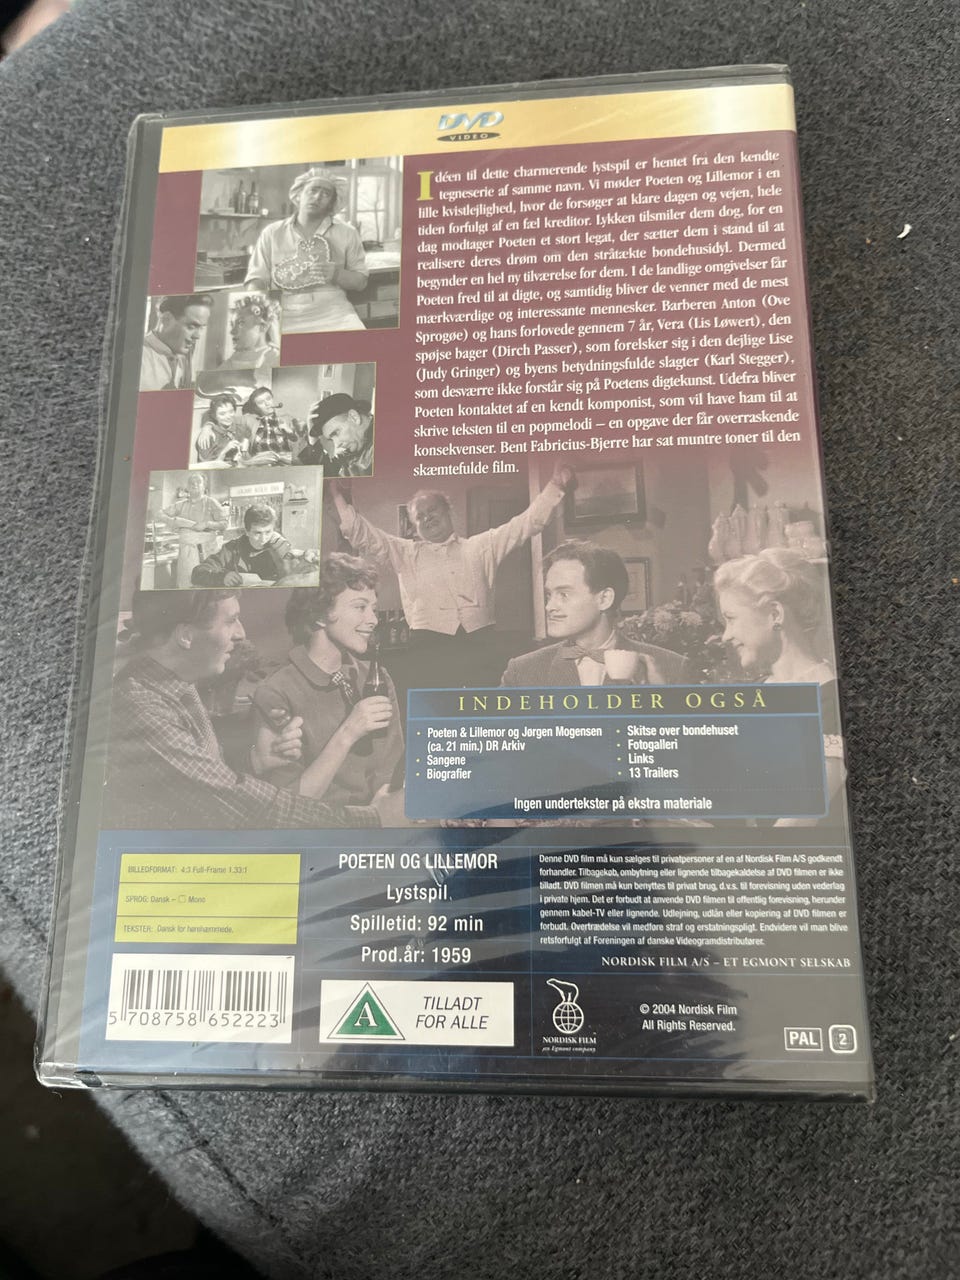 DVD
VIDEO
Idéen til dette charmerende lystspil er hentet fra den kendte
tegneserie af samme navn. Vi møder Poeten og Lillemor i en
lille kvistlejlighed, hvor de forsøger at klare dagen og vejen, hele
tiden forfulgt af en fæl kreditor. Lykken tilsmiler dem dog, for en
dag modtager Poeten et stort legat, der sætter dem i stand til at
realisere deres drøm om den stråtækte bondehusidyl. Dermed
begynder en hel ny tilværelse for dem. I de landlige omgivelser får
Poeten fred til at digte, og samtidig bliver de venner med de mest
mærkværdige og interessante mennesker. Barberen Anton (Ove
Sprogøe) og hans forlovede gennem 7 år, Vera (Lis Løwert), den
spøjse bager (Dirch Passer), som forelsker sig i den dejlige Lise
(Judy Gringer) og byens betydningsfulde slagter (Karl Stegger),
som desværre ikke forstår sig på Poetens digtekunst. Udefra bliver
Poeten kontaktet af en kendt komponist, som vil have ham til at
skrive teksten til en popmelodi – en opgave der får overraskende
konsekvenser. Bent Fabricius-Bjerre har sat muntre toner til den
skæmtefulde film.
INDEHOLDER OGSÅ
· Poeten & Lillemor og Jørgen Mogensen
(ca. 21 min.) DR Arkiv
· Sangene
· Biografier
· Skitse over bondehuset
· Fotogalleri
· Links
· 13 Trailers
Ingen undertekster på ekstra materiale
BILLEDFORMAT: 4:3 Full-Frame 1.33:1
SPROG: Dansk – Mono
TEKSTER: Dansk for hørehæmmede.
5 708758 652223
POETEN OG LILLEMOR
Lystspil
Spilletid: 92 min
Prod.år: 1959
A
TILLADT
FOR ALLE
Denne DVD film må kun sælges til privatpersoner af en af Nordisk Film A/S godkendt
forhandler. Tilbagekøb, ombytning eller lignende tilbagekaldelse af DVD filmen er ikke
tilladt. DVD filmen må kun benyttes til privat brug, d.v.s. til forevisning uden vederlag
i private hjem. Det er forbudt at anvende DVD filmen til offentlig forevisning, herunder
gennem kabel-TV eller lignende. Udlejning, udlån eller kopiering af DVD filmen er
forbudt. Overtrædelse vil medføre straf og erstatningspligt. Endvidere vil man blive
retsforfulgt af Foreningen af danske Videogramdistributører.
NORDISK FILM A/S – ET EGMONT SELSKAB
NORDISK FILM
an Egmont company
© 2004 Nordisk Film
All Rights Reserved.
PAL
2